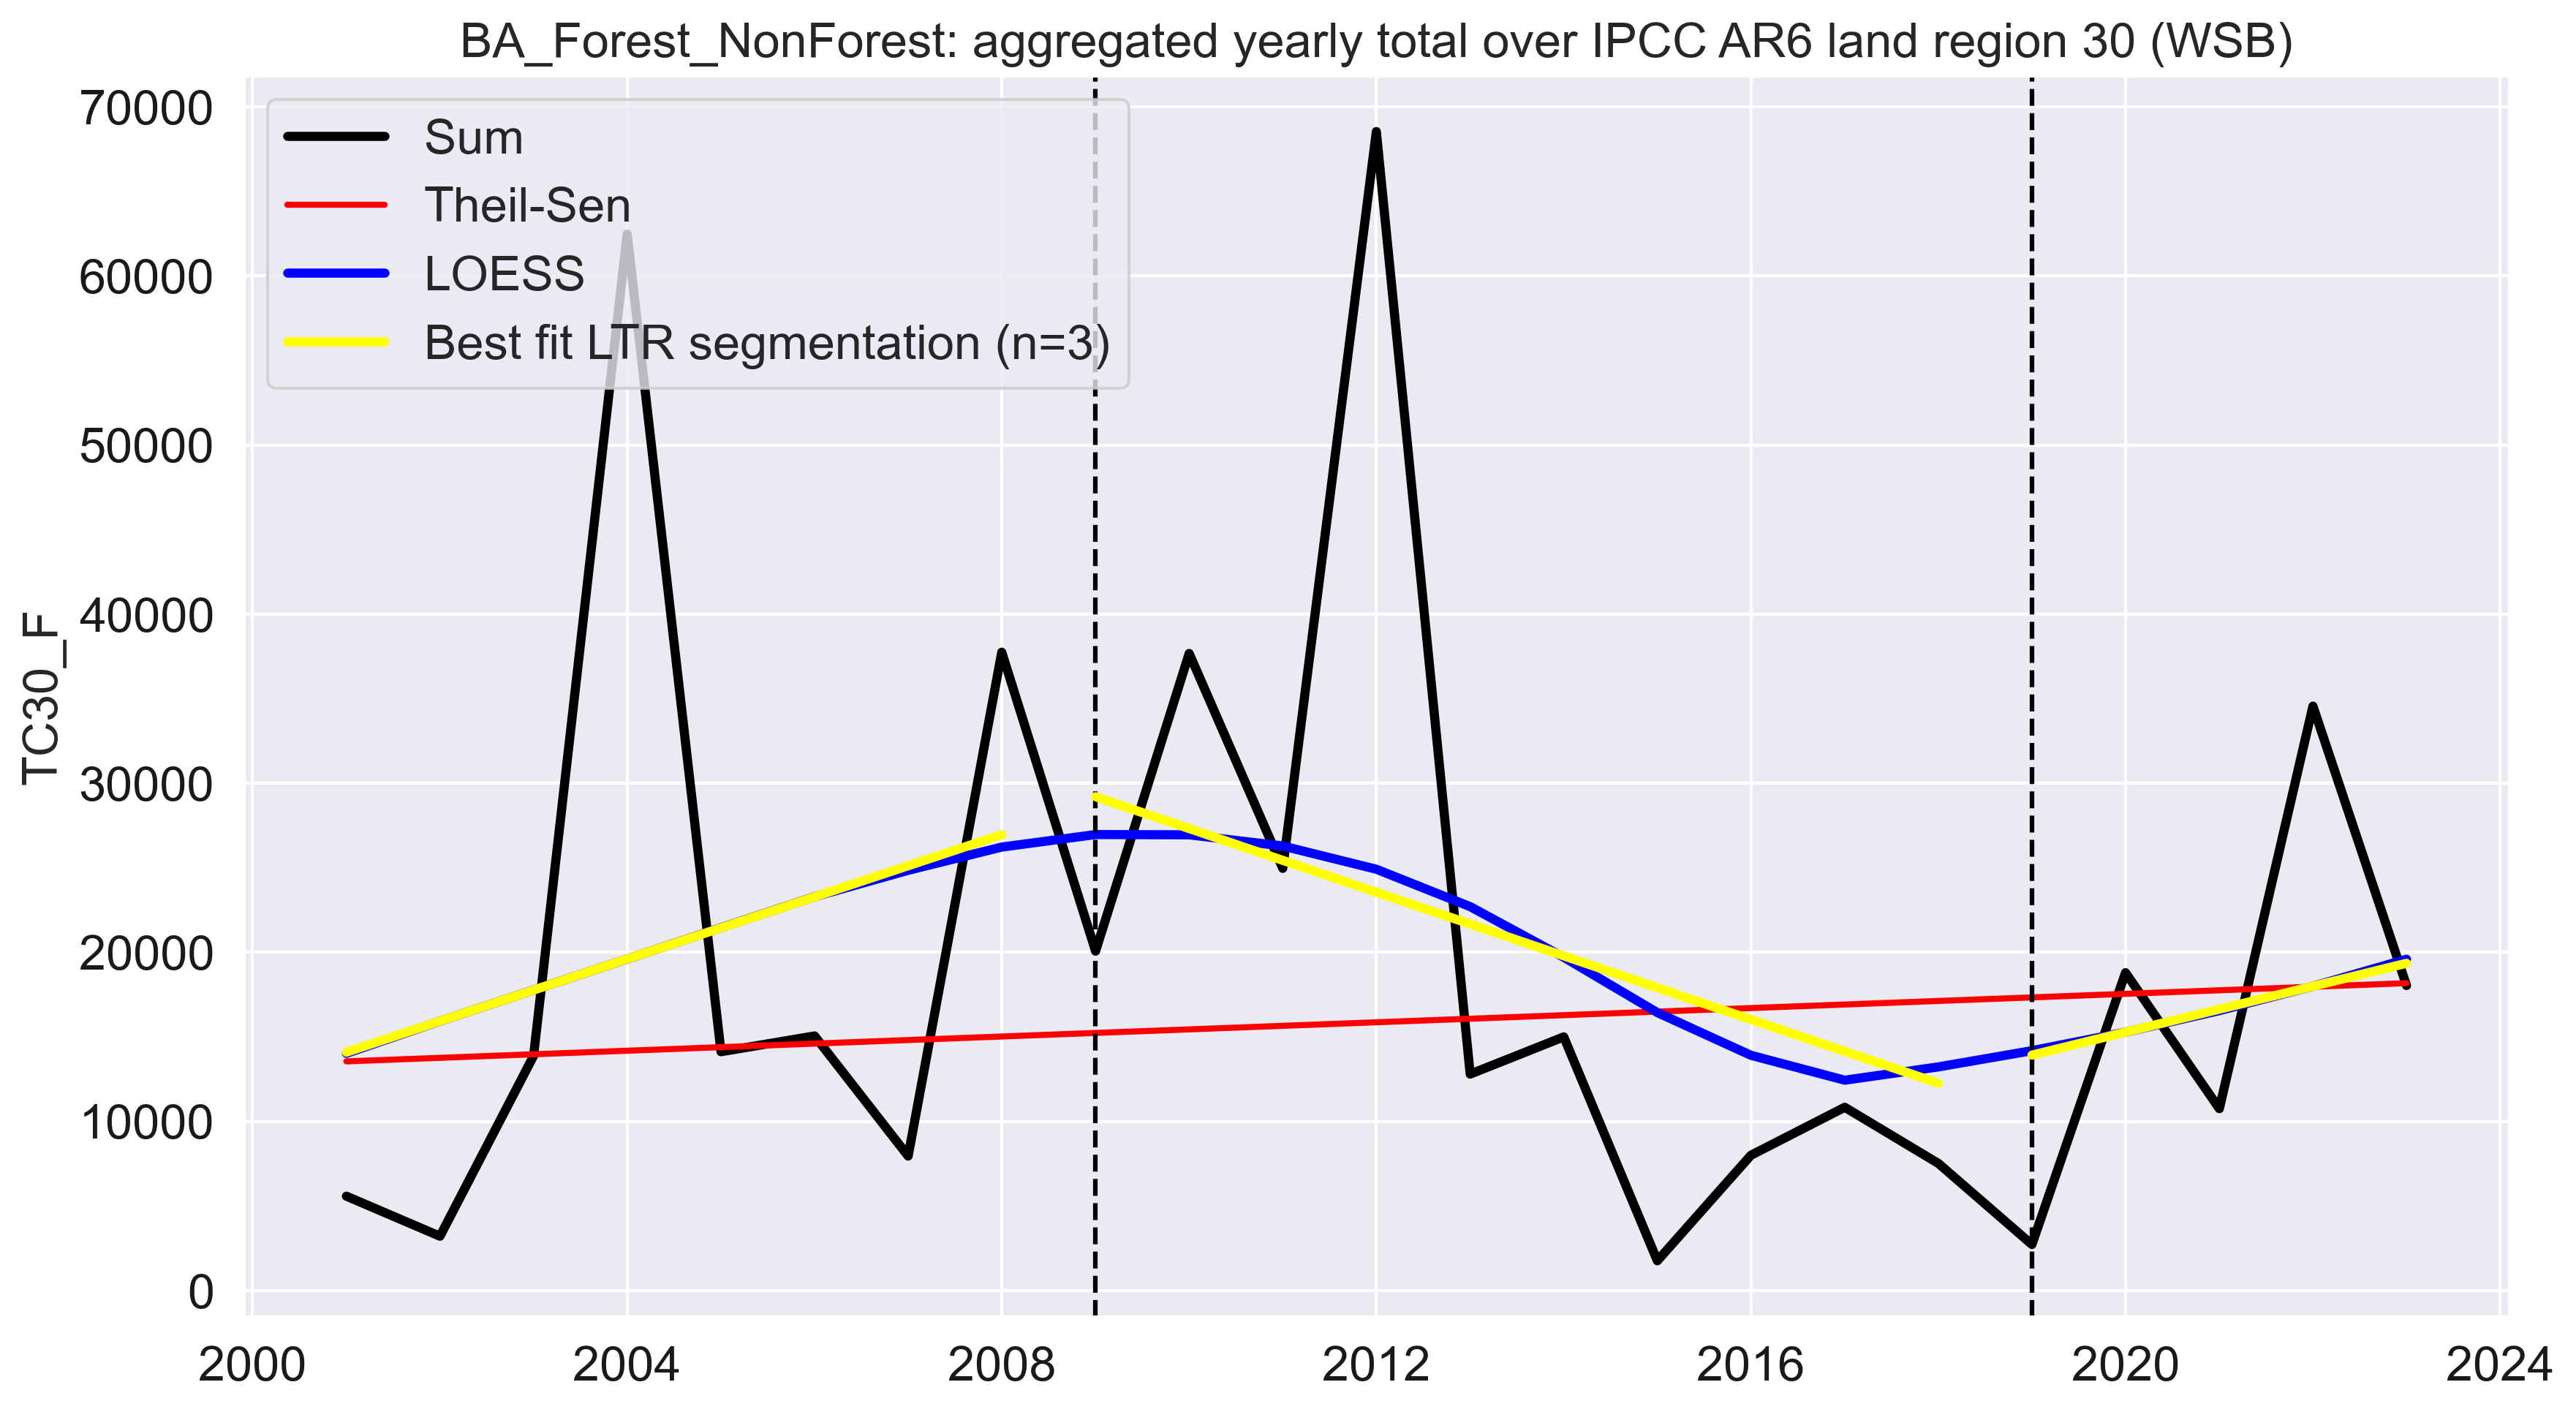 BA_Forest_NonForest: aggregated yearly total over IPCC AR6 land region 30 (WSB)
70000
60000
50000
40000
30000
20000
10000
0
TC30_F
Sum
Theil-Sen
LOESS
Best fit LTR segmentation (n=3)
2000 2004 2008 2012 2016 2020 2024